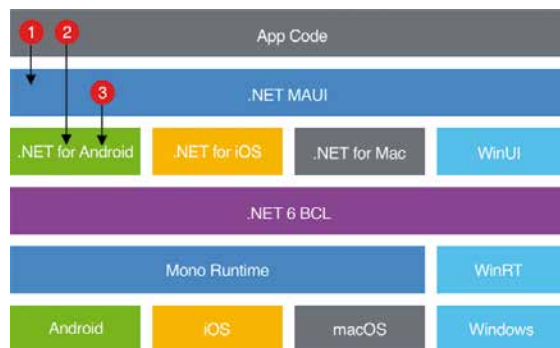 App Code
1 2
.NET MAUI
3
.NET for Android .NET for iOS .NET for Mac WinUI
.NET 6 BCL
Mono Runtime WinRT
Android iOS macOS Windows